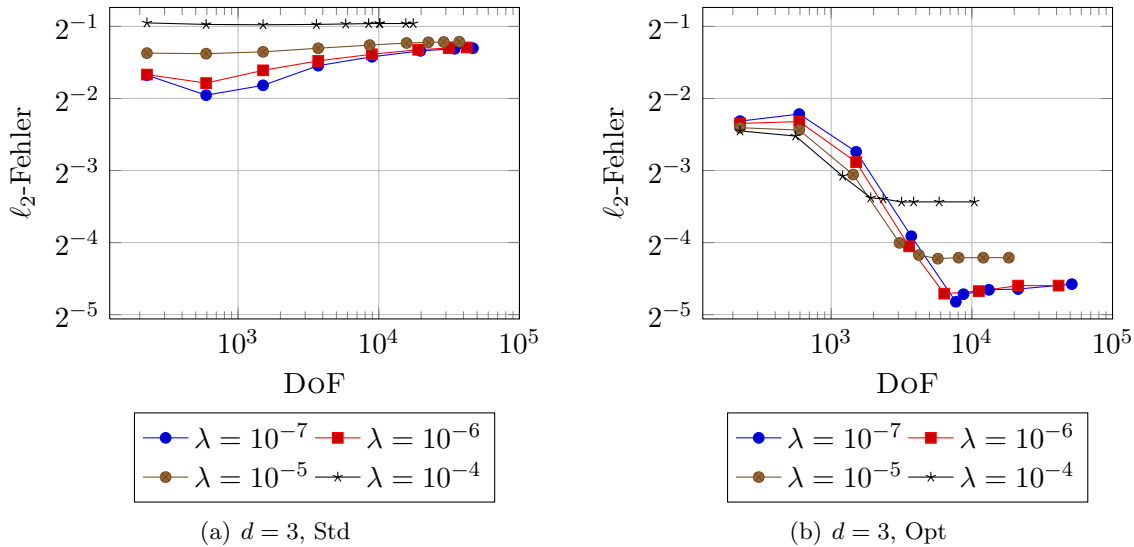 2^{-1}
2^{-2}
2^{-3}
2^{-4}
2^{-5}
ℓ_2-Fehler
10^3
10^4
10^5
DoF
λ = 10^{-7}
λ = 10^{-6}
λ = 10^{-5}
λ = 10^{-4}
(a) d = 3, Std
2^{-1}
2^{-2}
2^{-3}
2^{-4}
2^{-5}
ℓ_2-Fehler
10^3
10^4
10^5
DoF
λ = 10^{-7}
λ = 10^{-6}
λ = 10^{-5}
λ = 10^{-4}
(b) d = 3, Opt